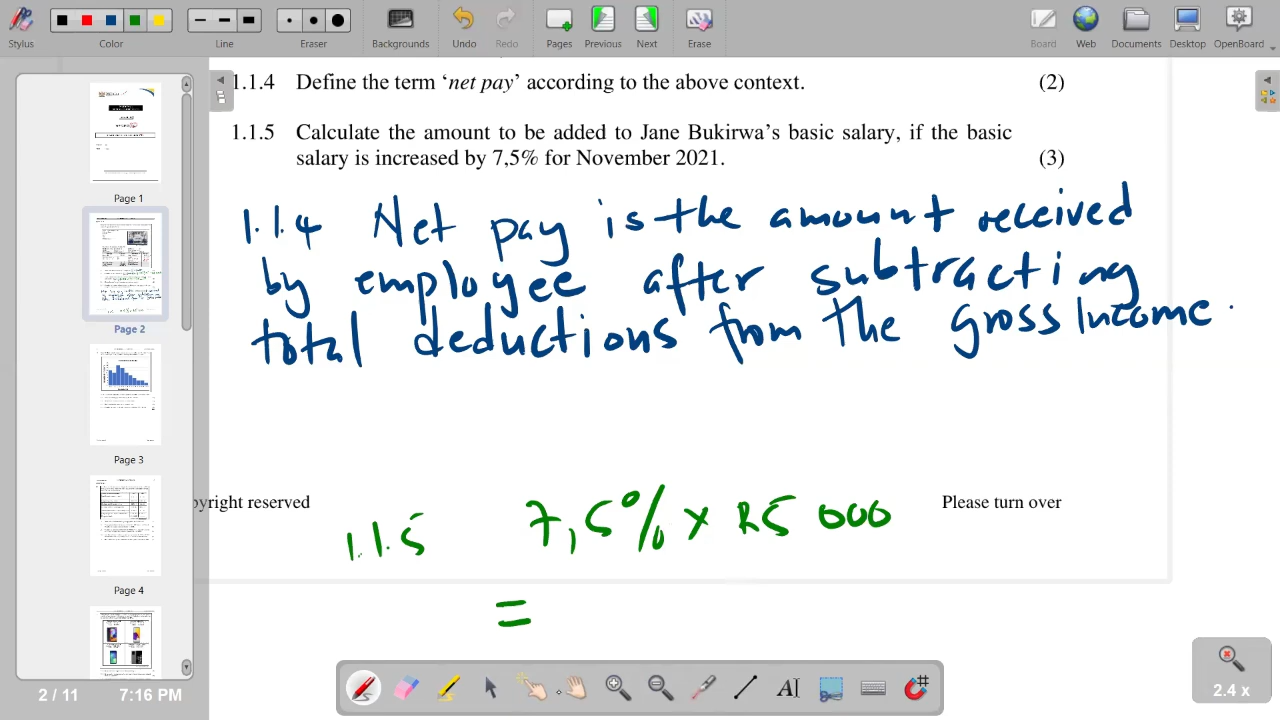 Stylus
Color
Line
Eraser
Backgrounds
Undo
Redo
Pages
Previous
Next
Erase
Board
Web
Documents
Desktop
OpenBoard
Page 1
Page 2
Page 3
Page 4
1.1.4 Define the term ‘net pay’ according to the above context. (2)
1.1.5 Calculate the amount to be added to Jane Bukirwa’s basic salary, if the basic
salary is increased by 7,5% for November 2021. (3)
1.1.4 Net pay is the amount received
by employee after subtracting
total deductions from the gross Income.
pyright reserved
Please turn over
1.1.5 7,5% x R5 000
=
2 / 11 7:16 PM
2.4 x